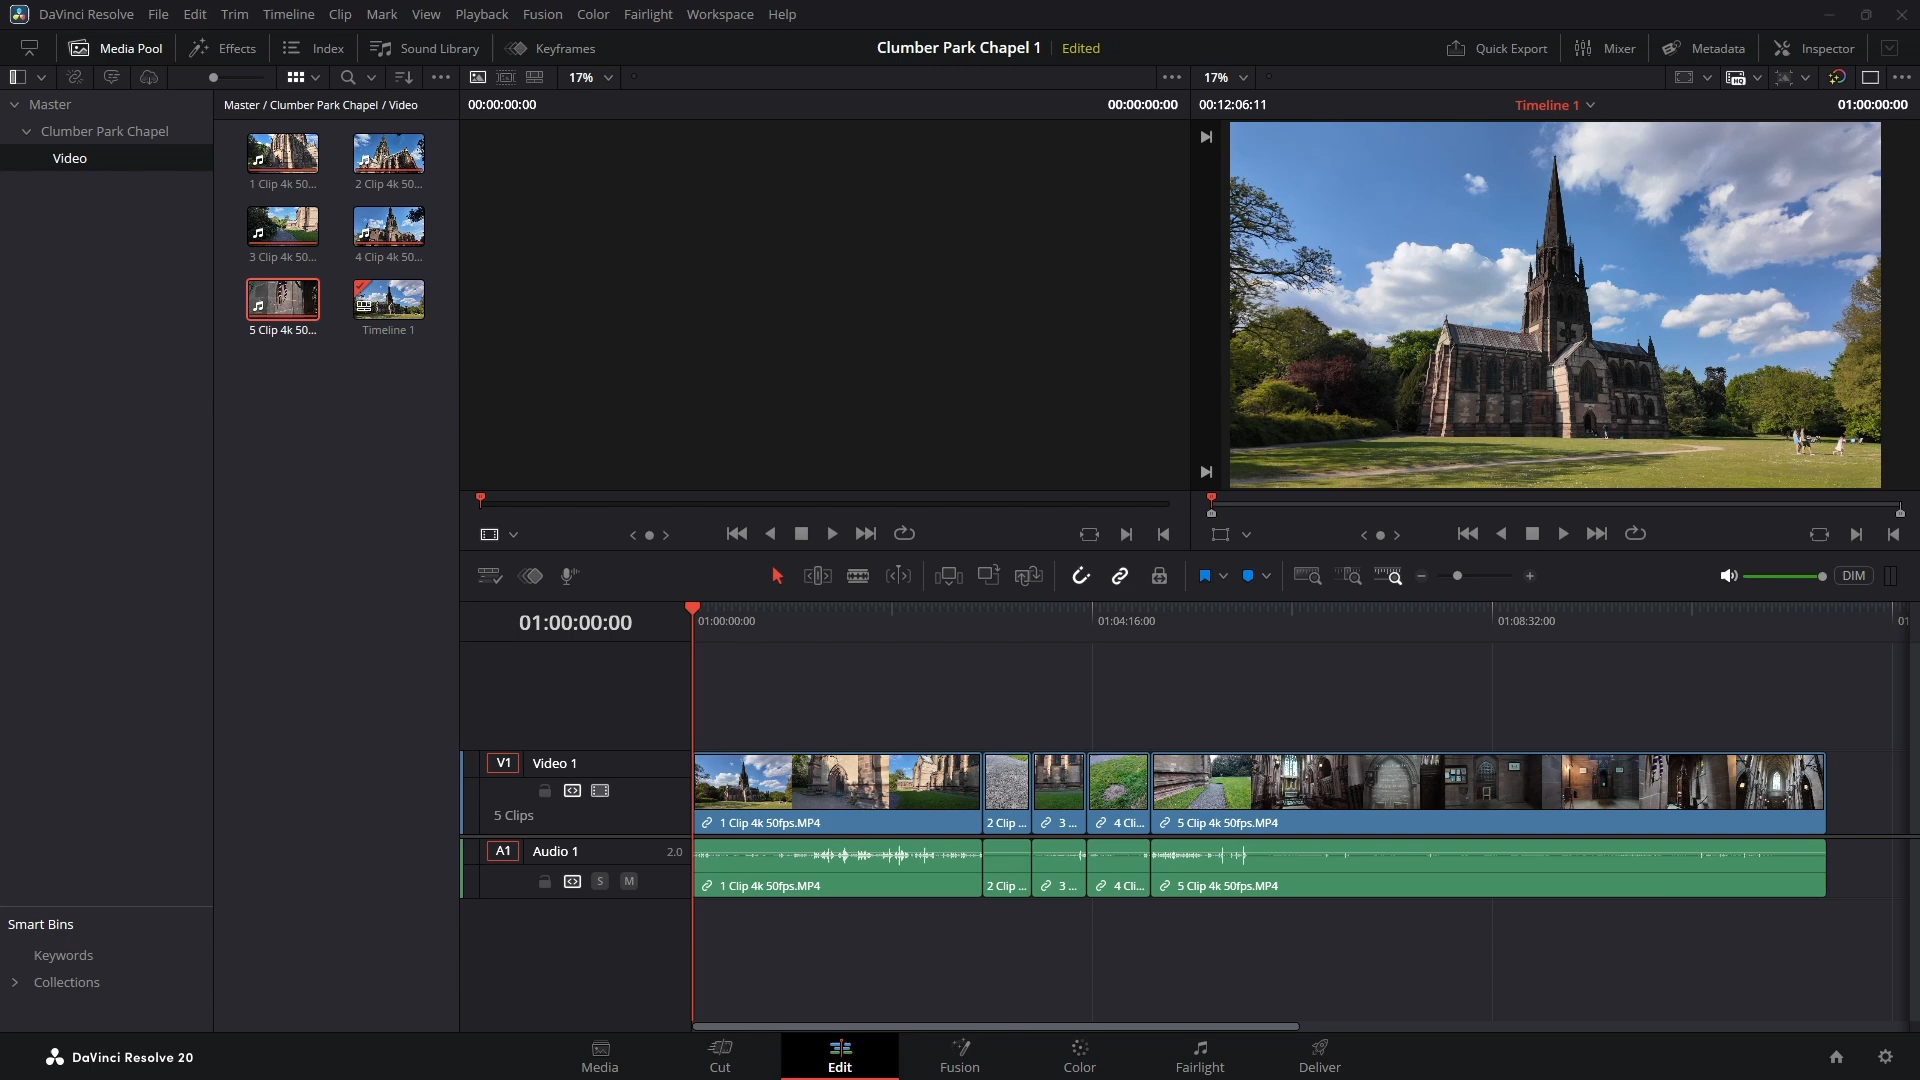 DaVinci Resolve File Edit Trim Timeline Clip Mark View Playback Fusion Color Fairlight Workspace Help
Media Pool Effects Index Sound Library Keyframes Clumber Park Chapel 1 Edited Quick Export Mixer Metadata Inspector
17% 17% HQ
Master Master / Clumber Park Chapel / Video 00:00:00:00 00:00:00:00 00:12:06:11 Timeline 1 01:00:00:00
Clumber Park Chapel
Video
1 Clip 4k 50... 2 Clip 4k 50...
3 Clip 4k 50... 4 Clip 4k 50...
5 Clip 4k 50... Timeline 1
DIM
01:00:00:00 01:00:00:00 01:04:16:00 01:08:32:00 01
V1 Video 1
5 Clips 1 Clip 4k 50fps.MP4 2 Clip ... 3 ... 4 Cli... 5 Clip 4k 50fps.MP4
A1 Audio 1 2.0
S M 1 Clip 4k 50fps.MP4 2 Clip ... 3 ... 4 Cli... 5 Clip 4k 50fps.MP4
Smart Bins
Keywords
Collections
DaVinci Resolve 20 Media Cut Edit Fusion Color Fairlight Deliver